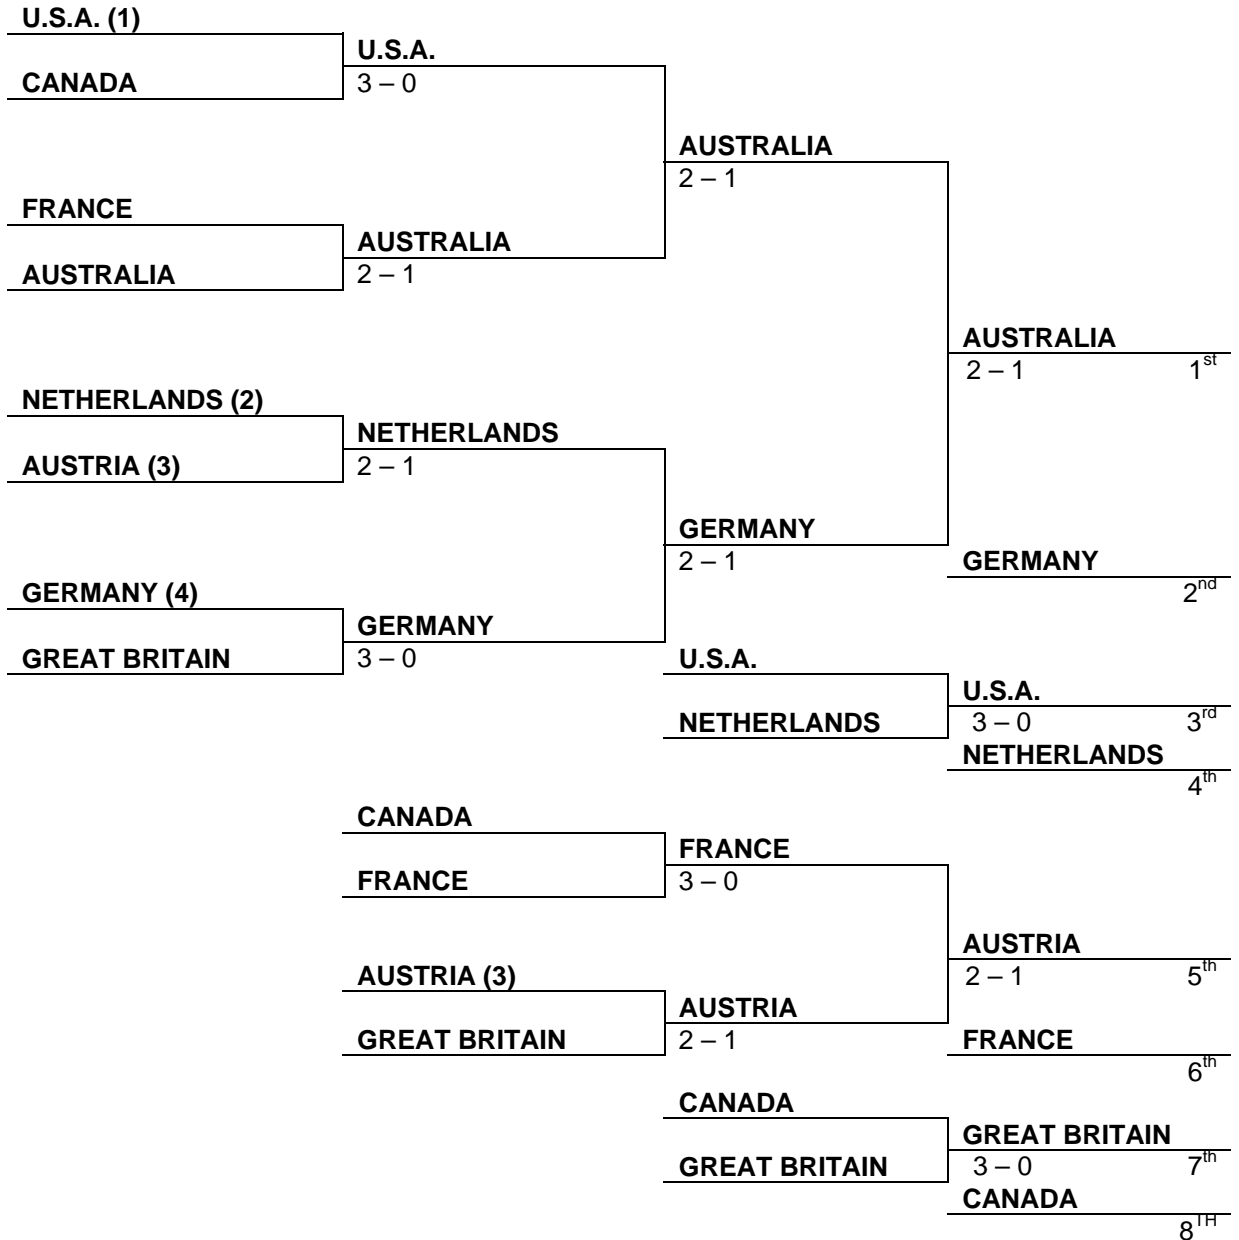 U.S.A. (1)
U.S.A.
CANADA
3 – 0
AUSTRALIA
2 – 1
FRANCE
AUSTRALIA
AUSTRALIA
2 – 1
AUSTRALIA
2 – 1 1st
NETHERLANDS (2)
NETHERLANDS
AUSTRIA (3)
2 – 1
GERMANY
2 – 1
GERMANY
2nd
GERMANY (4)
GERMANY
GREAT BRITAIN
3 – 0
U.S.A.
U.S.A.
NETHERLANDS
3 – 0 3rd
NETHERLANDS
4th
CANADA
FRANCE
FRANCE
3 – 0
AUSTRIA
2 – 1 5th
AUSTRIA (3)
AUSTRIA
GREAT BRITAIN
2 – 1
FRANCE
6th
CANADA
GREAT BRITAIN
GREAT BRITAIN
3 – 0 7th
CANADA
8TH